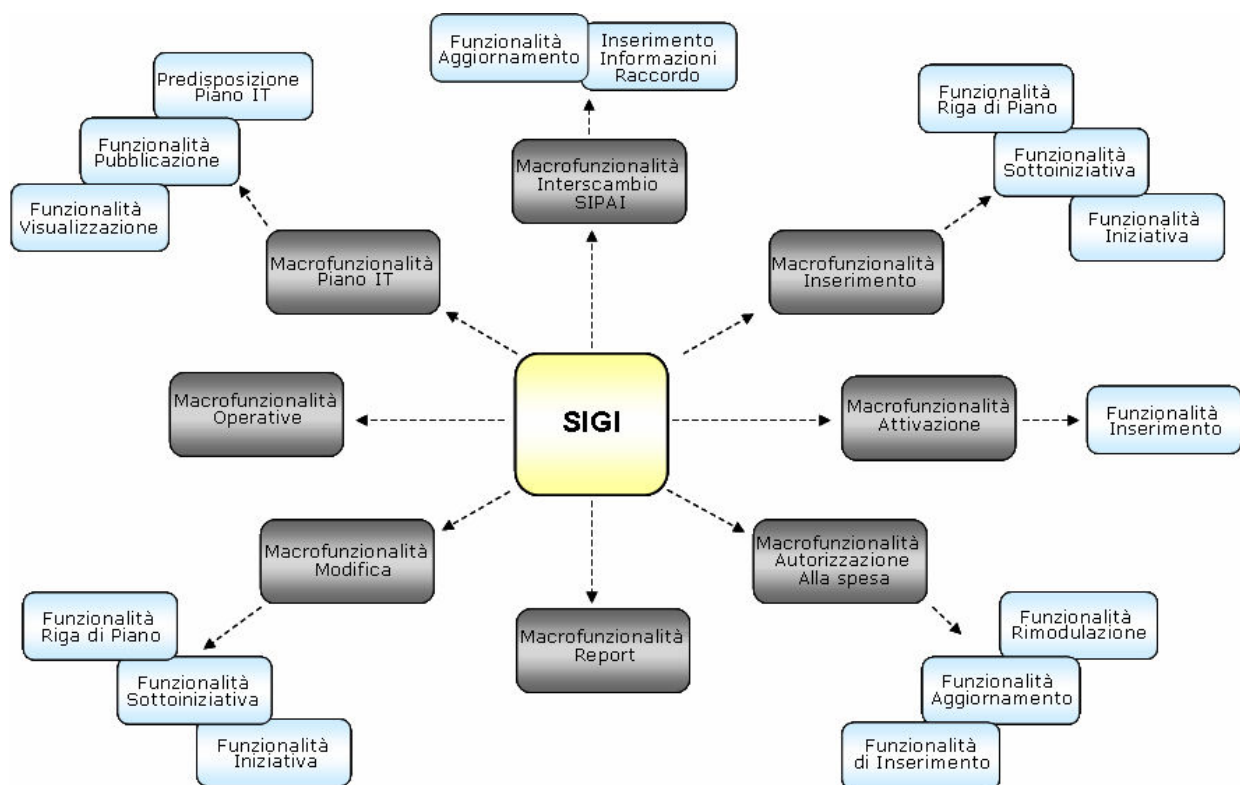 Funzionalità
Aggiornamento
Inserimento
Informazioni
Raccordo
Predisposizione
Piano IT
Funzionalità
Pubblicazione
Funzionalità
Visualizzazione
Funzionalità
Riga di Piano
Funzionalità
Sottoiniziativa
Funzionalità
Iniziativa
Macrofunzionalità
Interscambio
SIPAI
Macrofunzionalità
Piano IT
Macrofunzionalità
Inserimento
Macrofunzionalità
Operative
SIGI
Macrofunzionalità
Attivazione
Funzionalità
Inserimento
Macrofunzionalità
Modifica
Macrofunzionalità
Autorizzazione
Alla spesa
Macrofunzionalità
Report
Funzionalità
Riga di Piano
Funzionalità
Sottoiniziativa
Funzionalità
Iniziativa
Funzionalità
Rimodulazione
Funzionalità
Aggiornamento
Funzionalità
di Inserimento